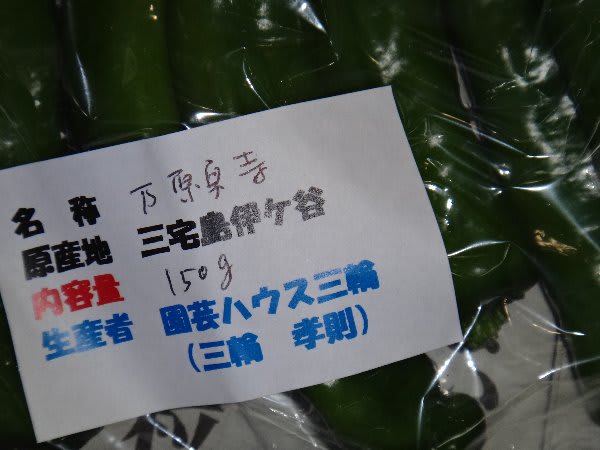 名 称 万願寺
原産地 三宅島伊ケ谷
内容量 150g
生産者 園芸ハウス三輪
(三輪 孝則)